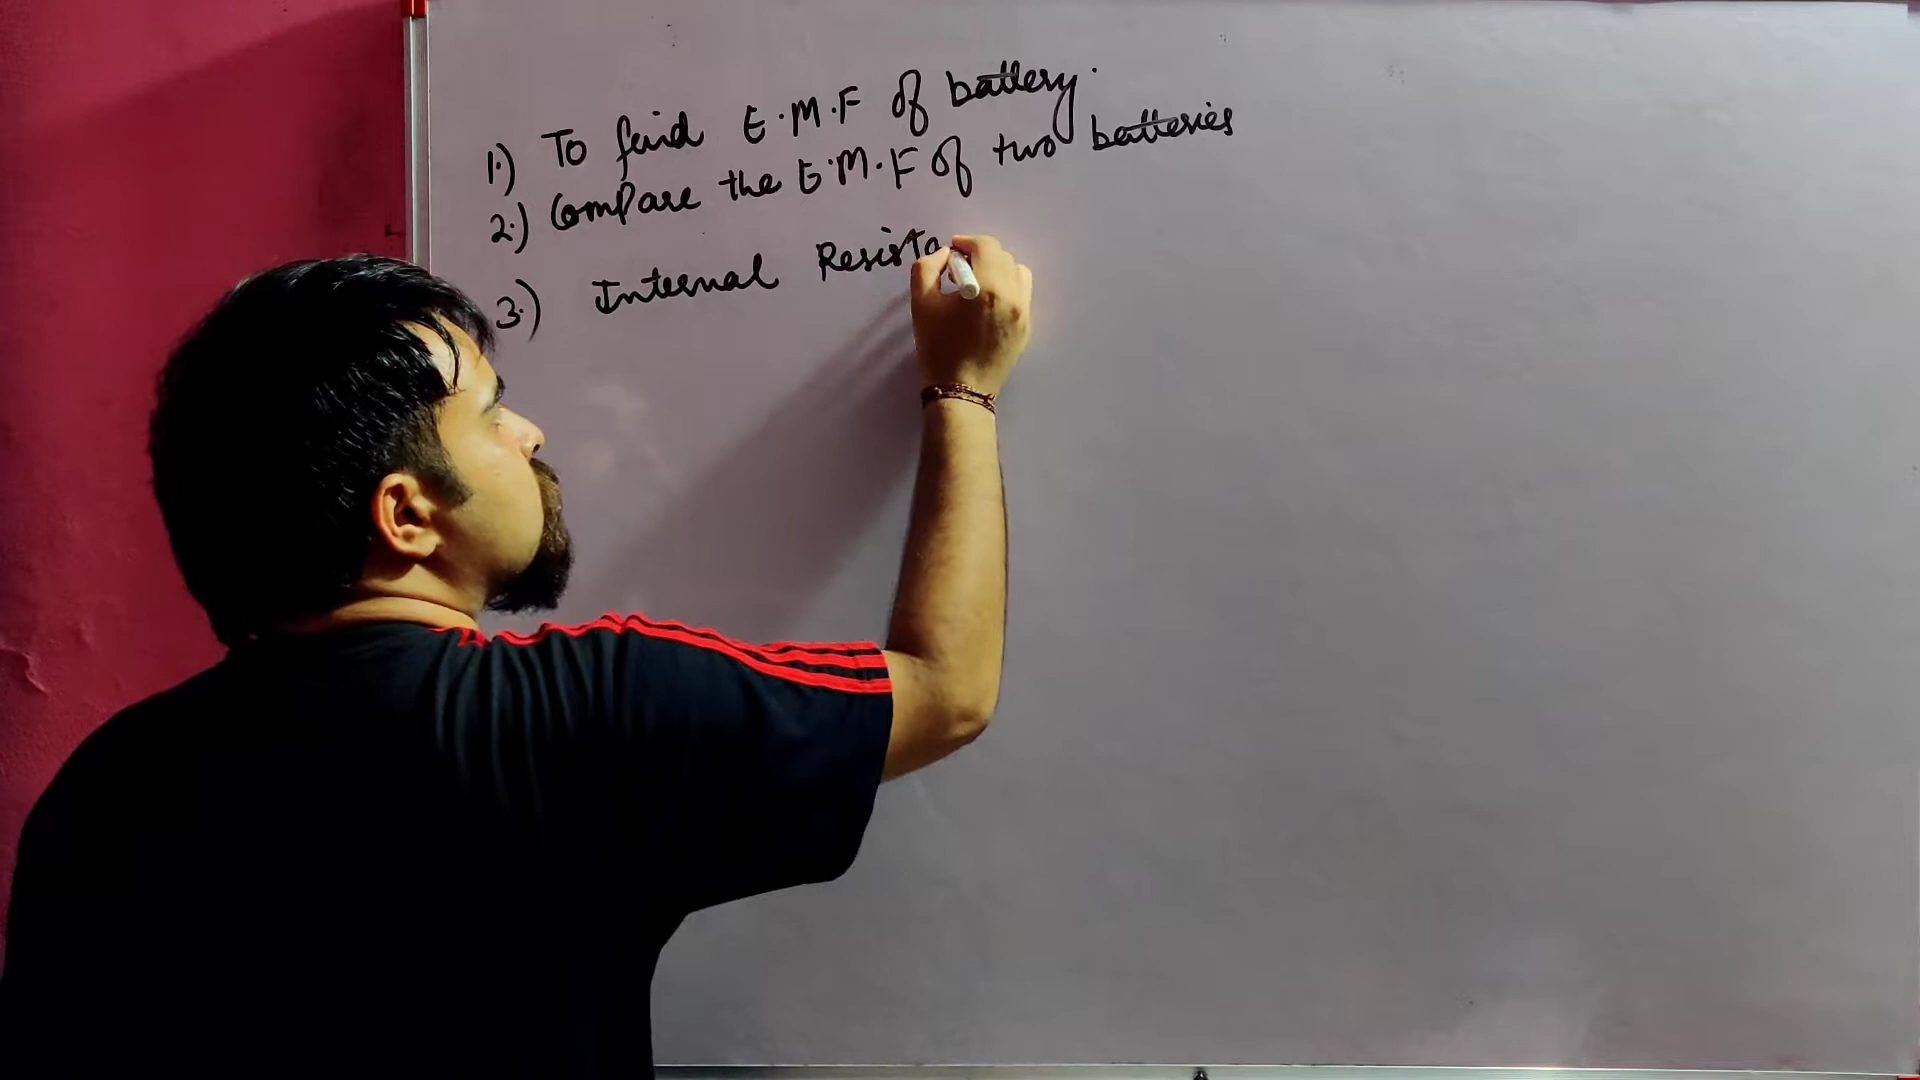 1.) To find E.M.F of battery.
2.) Compare the E.M.F of two batteries
3.) Internal Resista